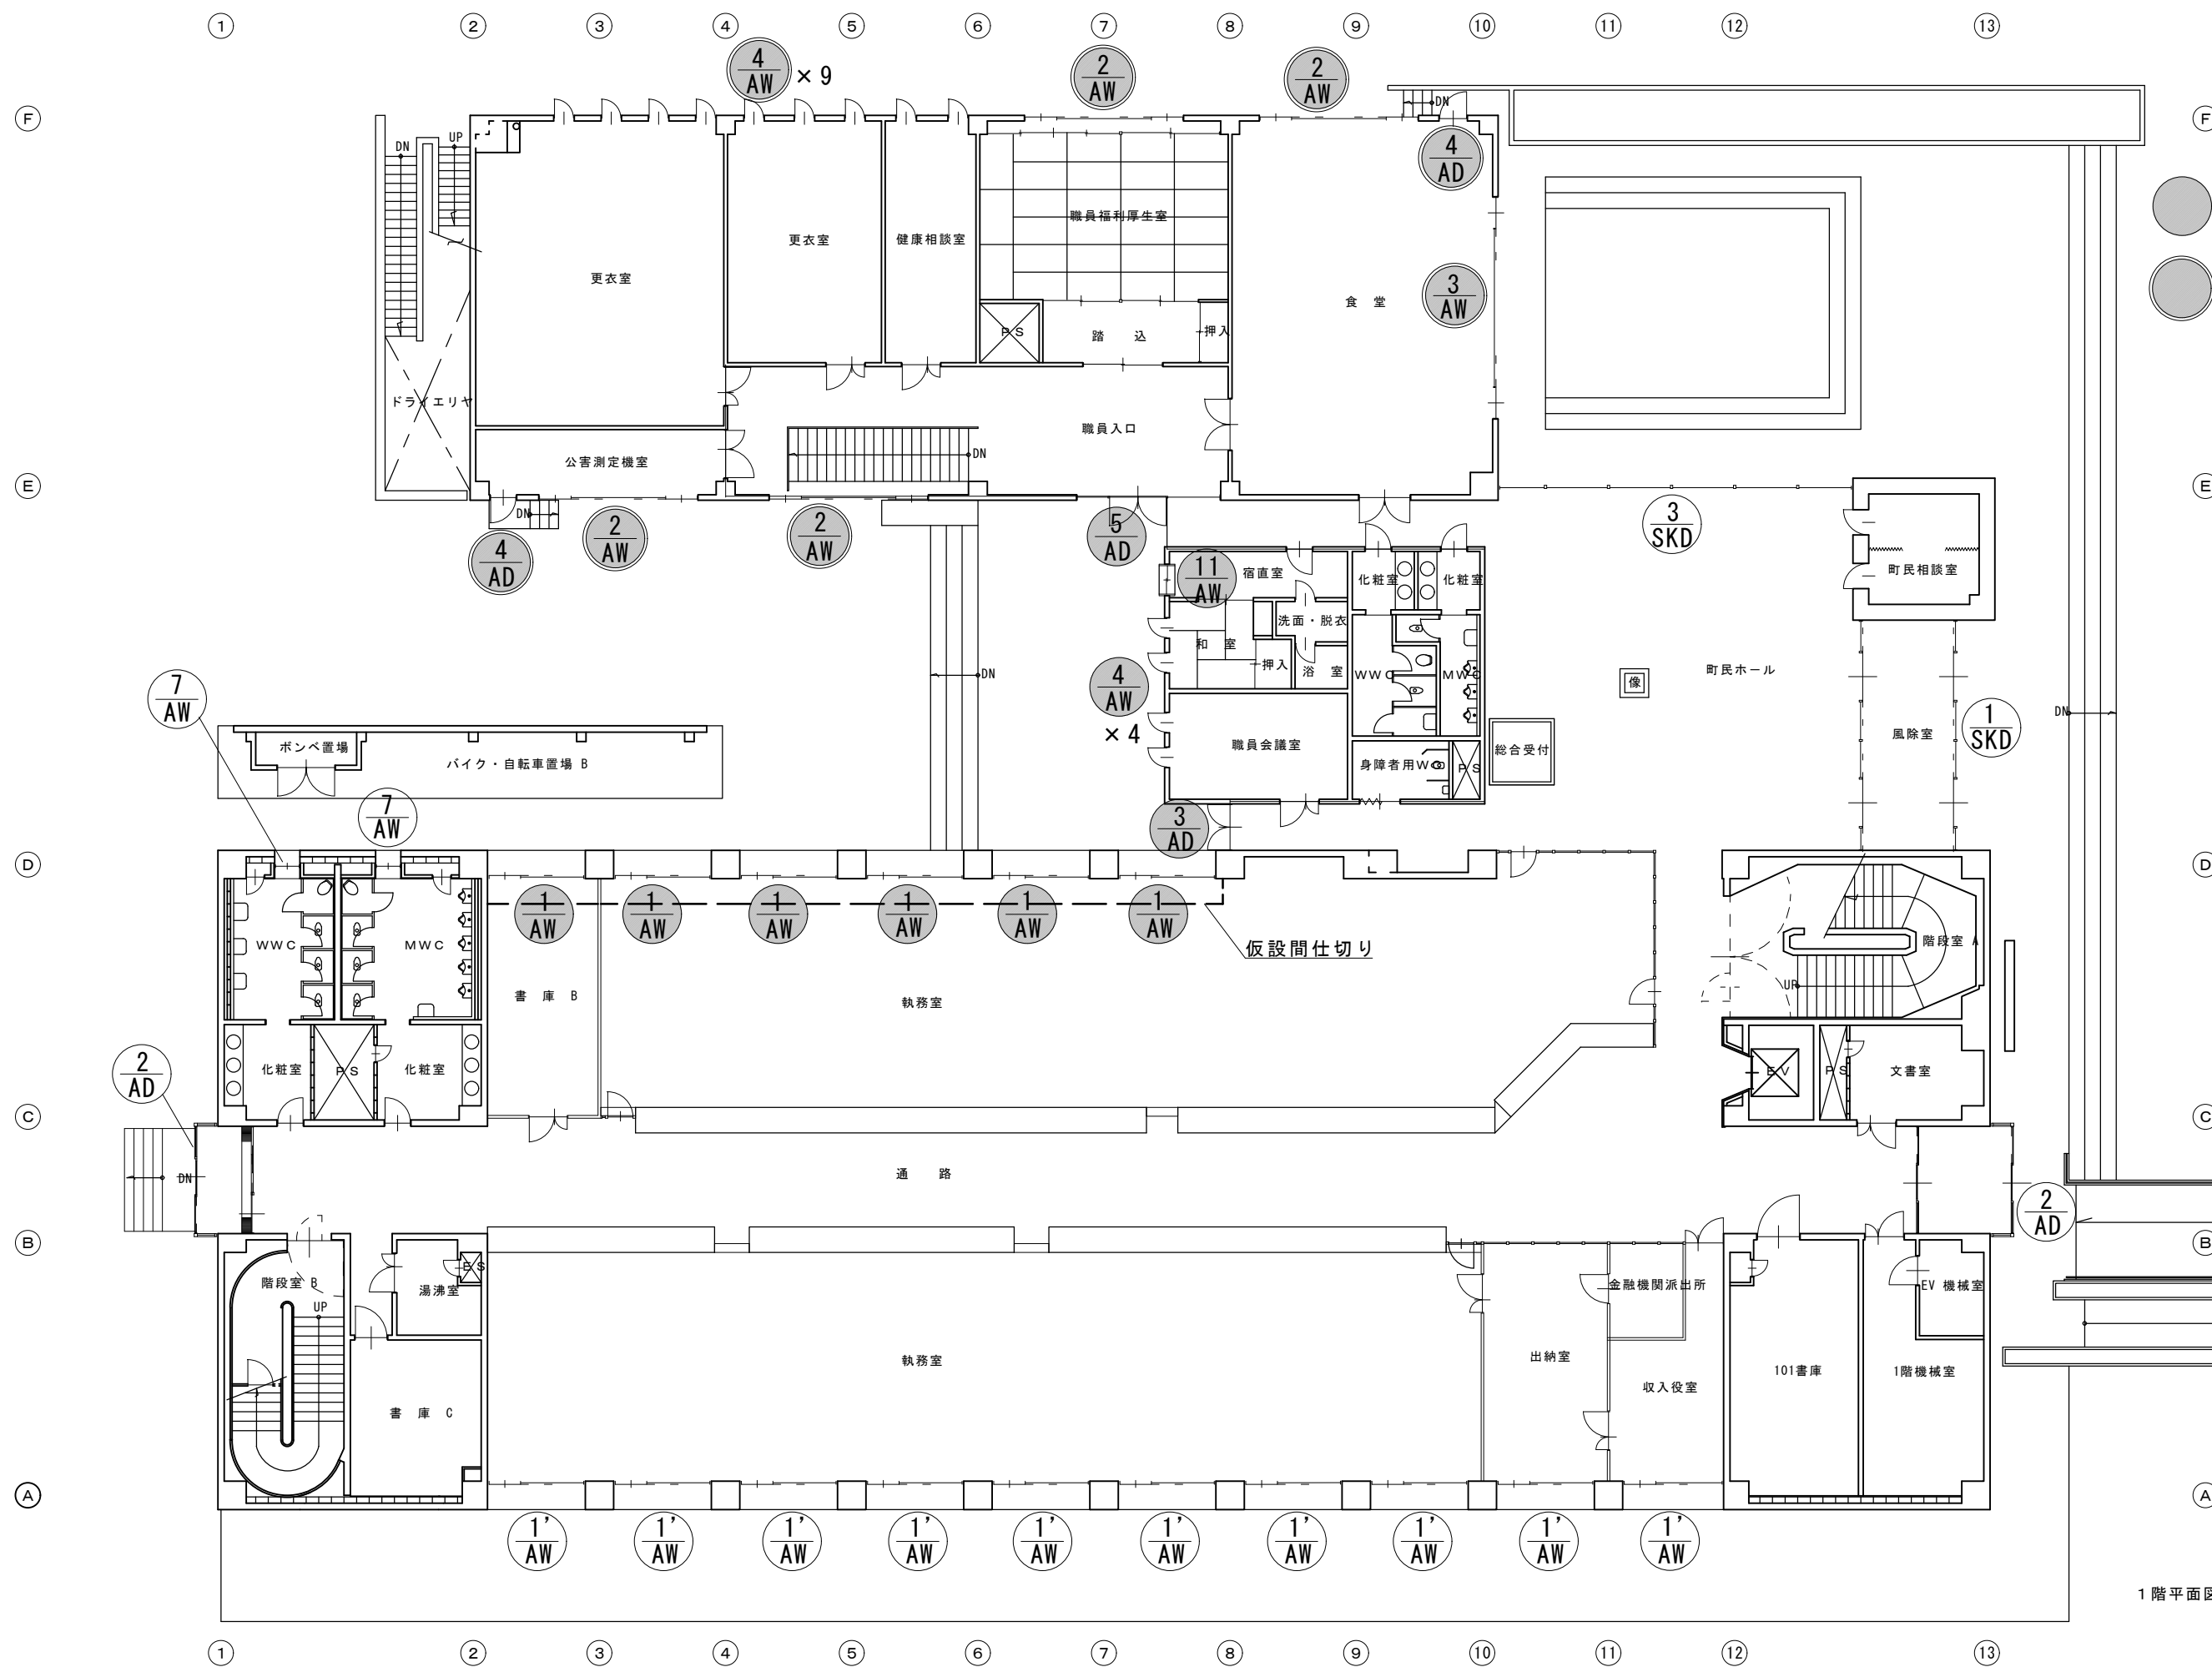 1 2 3 4 5 6 7 8 9 10 11 12 13
4 AW × 9
2 AW
2 AW
F
F
DN
UP
DN
4 AD
職員福利厚生室
更衣室
健康相談室
更衣室
食 堂
3 AW
PS
踏 込
押入
ドライエリヤ
職員入口
公害測定機室
DN
E
E
DN
2 AW
2 AW
5 AD
3 SKD
4 AD
11 AW
宿直室
化粧室
化粧室
町民相談室
洗面・脱衣
和 室
押入
浴 室
WWC
MWC
町民ホール
像
DN
4 AW × 4
7 AW
DN
1 SKD
風除室
ボンベ置場
バイク・自転車置場 B
職員会議室
総合受付
身障者用WC
PS
7 AW
3 AD
D
D
1 AW
1 AW
1 AW
1 AW
1 AW
1 AW
仮設間仕切り
WWC
MWC
階段室 A
UP
書 庫 B
執務室
2 AD
化粧室
PS
化粧室
EV
PS
文書室
C
C
DN
通 路
2 AD
B
B
階段室 B
ES
湯沸室
UP
金融機関派出所
EV 機械室
執務室
出納室
収入役室
101書庫
1階機械室
書 庫 C
A
A
1' AW
1' AW
1' AW
1' AW
1' AW
1' AW
1' AW
1' AW
1' AW
1' AW
1階平面図
1 2 3 4 5 6 7 8 9 10 11 12 13